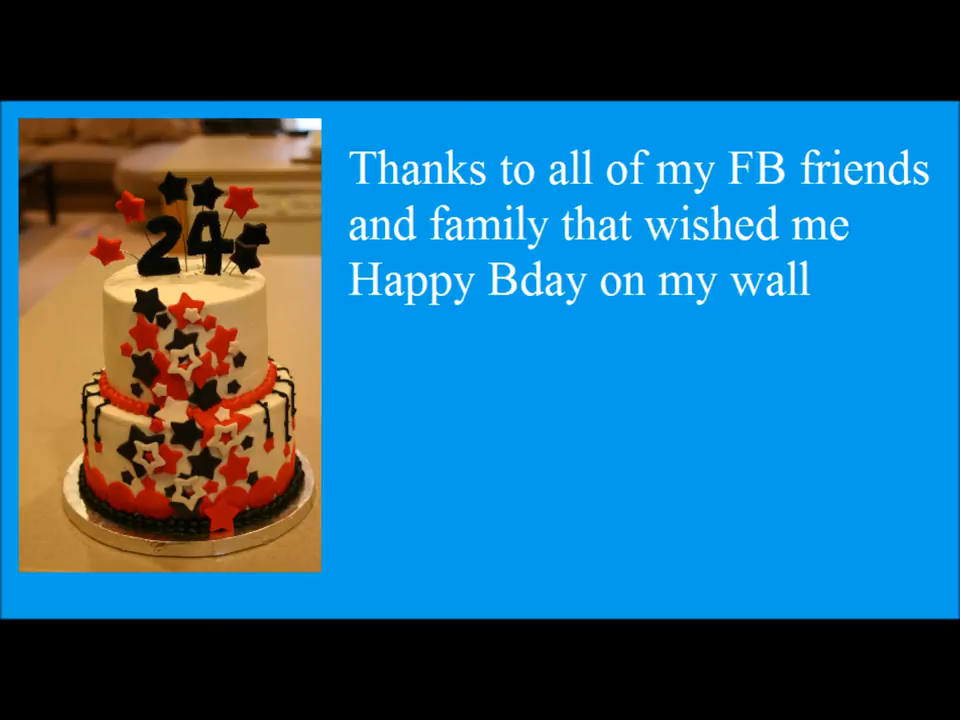 24
Thanks to all of my FB friends
and family that wished me
Happy Bday on my wall